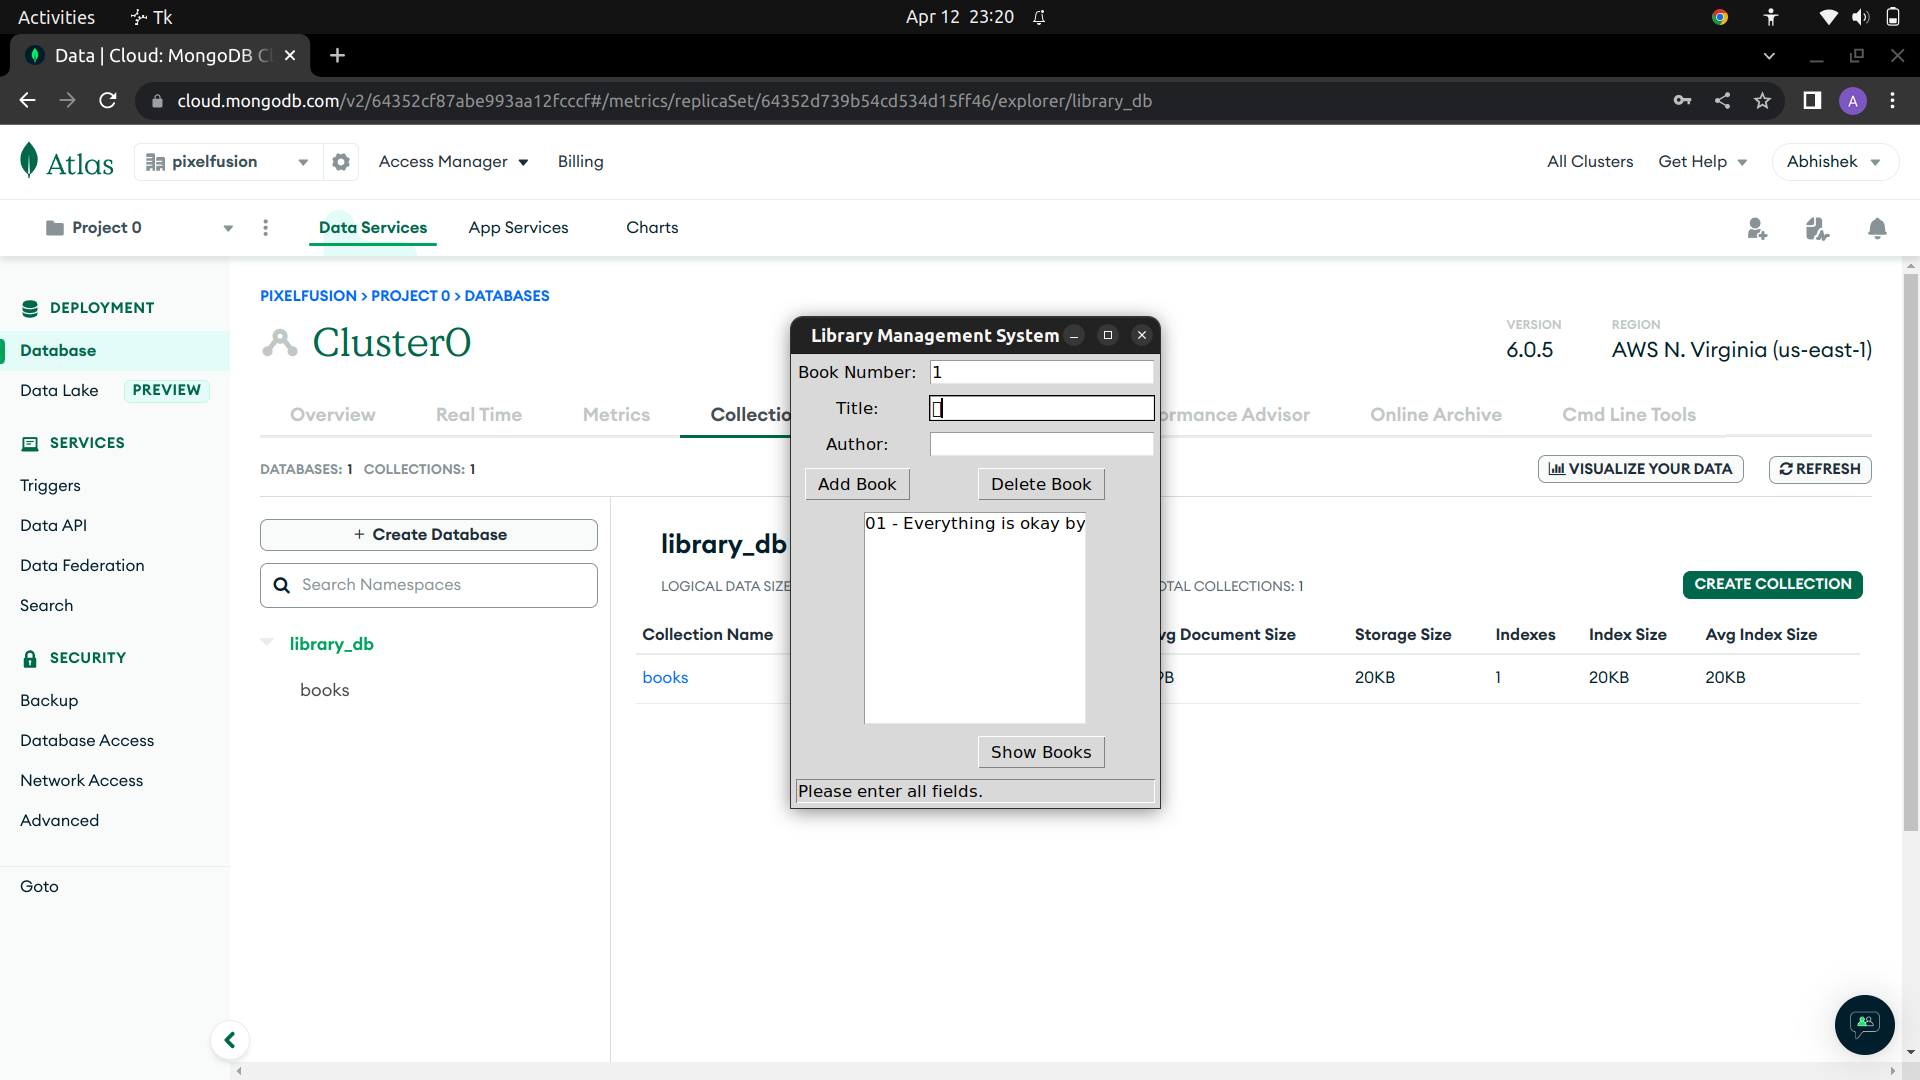 Activities Tk Apr 12 23:20
Data | Cloud: MongoDB Cl
cloud.mongodb.com/v2/64352cf87abe993aa12fcccf#/metrics/replicaSet/64352d739b54cd534d15ff46/explorer/library_db A
Atlas pixelfusion Access Manager Billing All Clusters Get Help Abhishek
Project 0 Data Services App Services Charts
DEPLOYMENT
Database
Data Lake PREVIEW
SERVICES
Triggers
Data API
Data Federation
Search
SECURITY
Backup
Database Access
Network Access
Advanced
Goto
PIXELFUSION > PROJECT 0 > DATABASES
Cluster0
VERSION REGION
6.0.5 AWS N. Virginia (us-east-1)
Overview Real Time Metrics Collectio ormance Advisor Online Archive Cmd Line Tools
DATABASES: 1 COLLECTIONS: 1
VISUALIZE YOUR DATA REFRESH
+ Create Database
Search Namespaces
library_db
books
library_db
LOGICAL DATA SIZE OTAL COLLECTIONS: 1
CREATE COLLECTION
Collection Name vg Document Size Storage Size Indexes Index Size Avg Index Size
books 9B 20KB 1 20KB 20KB
Library Management System
Book Number: 1
Title:
Author:
Add Book Delete Book
01 - Everything is okay by
Show Books
Please enter all fields.